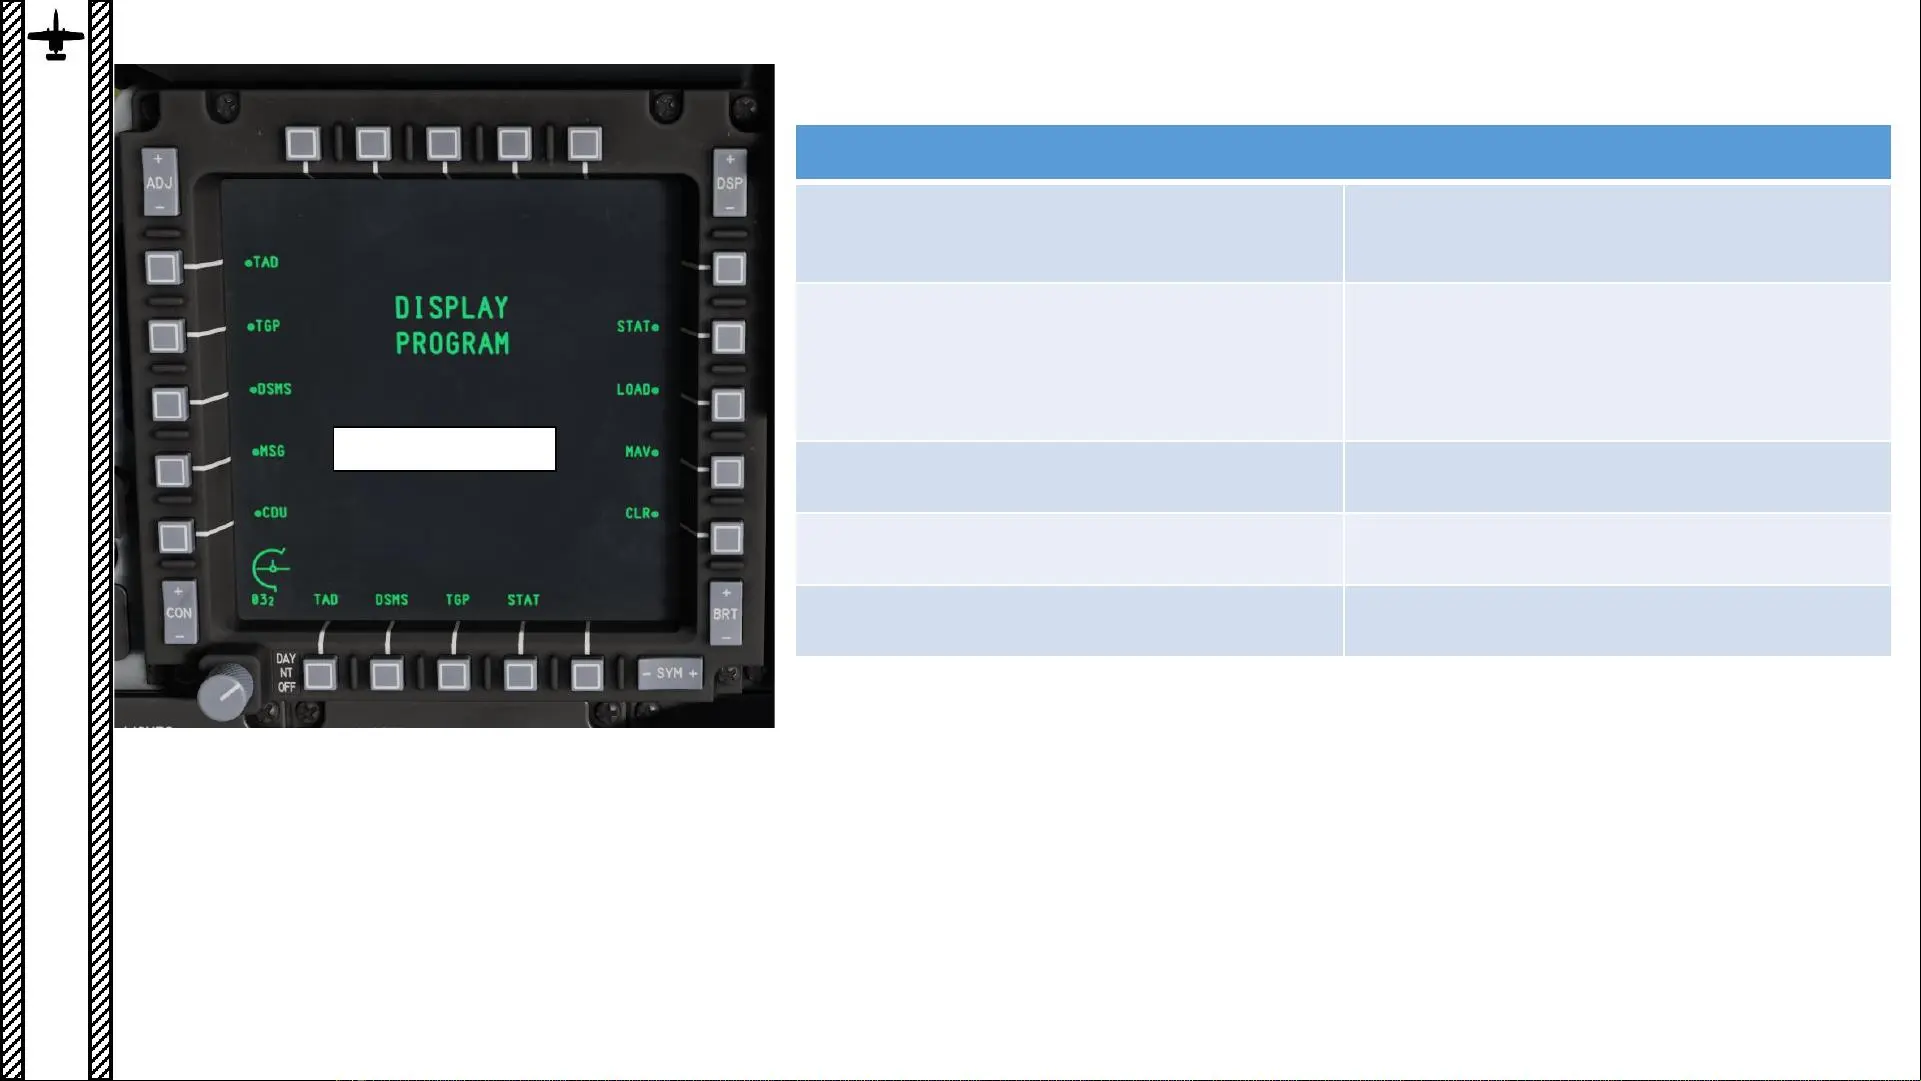 +
ADJ
-
+
DSP
-
TAD
DISPLAY
PROGRAM
TGP
STAT
DSMS
LOAD
MSG
MAV
CDU
CLR
032
TAD DSMS TGP STAT
+
CON
-
+
BRT
-
DAY
NT
OFF
- SYM +